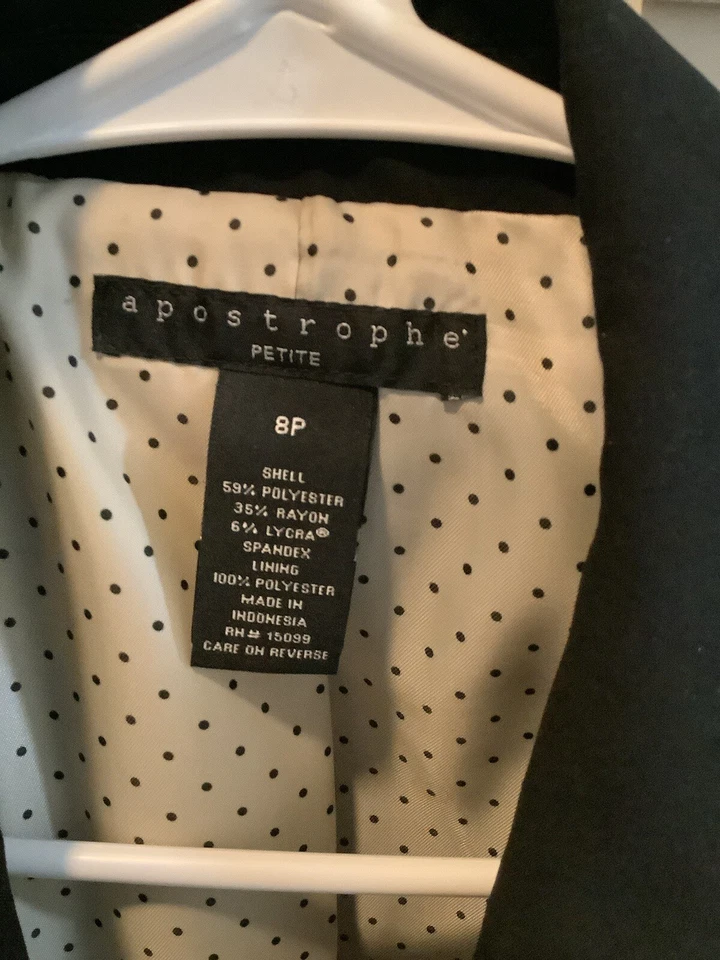 apostrophe
PETITE
8P
SHELL
59% POLYESTER
35% RAYON
6% LYCRA®
SPANDEX
LINING
100% POLYESTER
MADE IN
INDONESIA
RN# 15099
CARE ON REVERSE